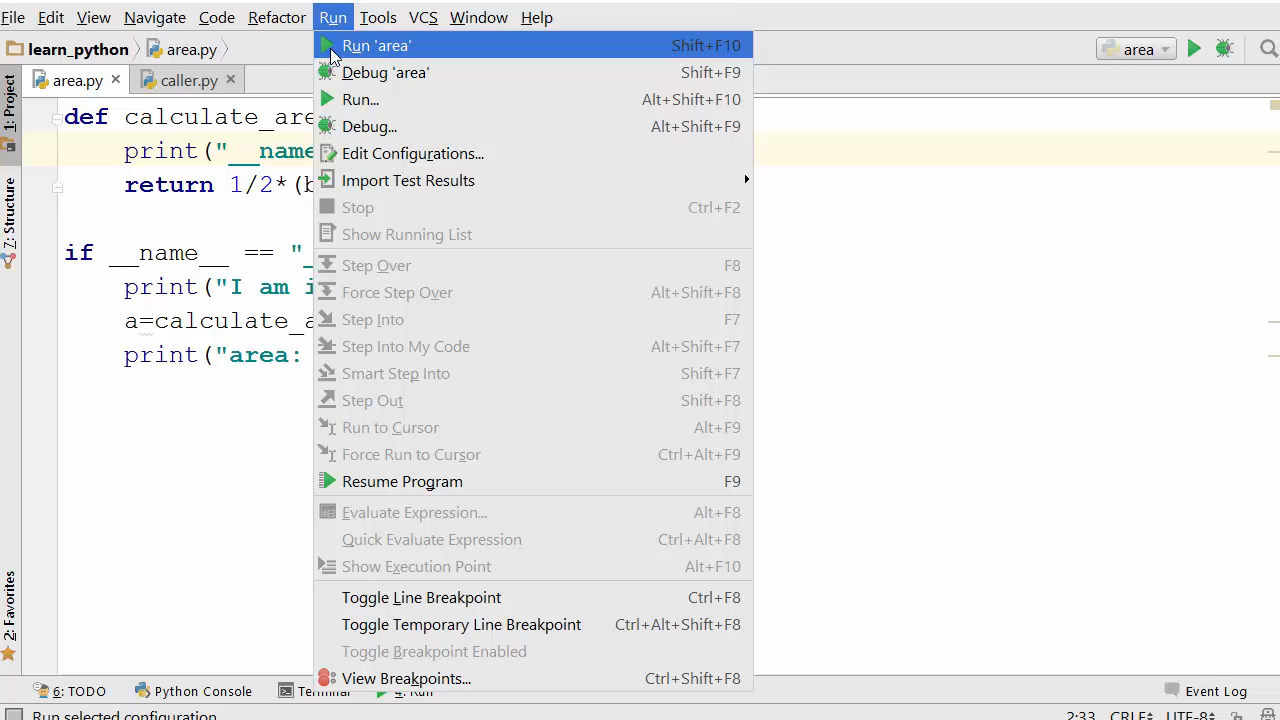 File Edit View Navigate Code Refactor Run Tools VCS Window Help
learn_python area.py
area
area.py caller.py
1: Project
7: Structure
2: Favorites
def calculate_are
print("__name
return 1/2*(b
if __name__ == "_
print("I am i
a=calculate_a
print("area:
Run 'area' Shift+F10
Debug 'area' Shift+F9
Run... Alt+Shift+F10
Debug... Alt+Shift+F9
Edit Configurations...
Import Test Results
Stop Ctrl+F2
Show Running List
Step Over F8
Force Step Over Alt+Shift+F8
Step Into F7
Step Into My Code Alt+Shift+F7
Smart Step Into Shift+F7
Step Out Shift+F8
Run to Cursor Alt+F9
Force Run to Cursor Ctrl+Alt+F9
Resume Program F9
Evaluate Expression... Alt+F8
Quick Evaluate Expression Ctrl+Alt+F8
Show Execution Point Alt+F10
Toggle Line Breakpoint Ctrl+F8
Toggle Temporary Line Breakpoint Ctrl+Alt+Shift+F8
Toggle Breakpoint Enabled
View Breakpoints... Ctrl+Shift+F8
6: TODO Python Console Terminal 4: Run Event Log
Run selected configuration 2:33 CRLF UTF-8